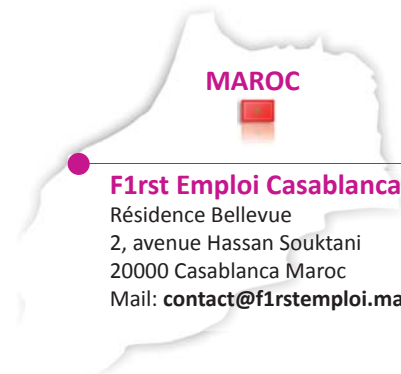 MAROC
F1rst Emploi Casablanca
Résidence Bellevue
2, avenue Hassan Souktani
20000 Casablanca Maroc
Mail: contact@f1rstemploi.ma